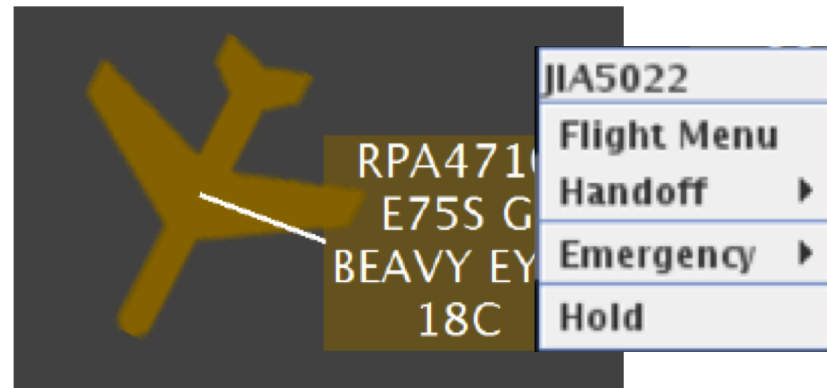 RPA471
E75S G
BEAVY EY
18C
JIA5022
Flight Menu
Handoff
Emergency
Hold